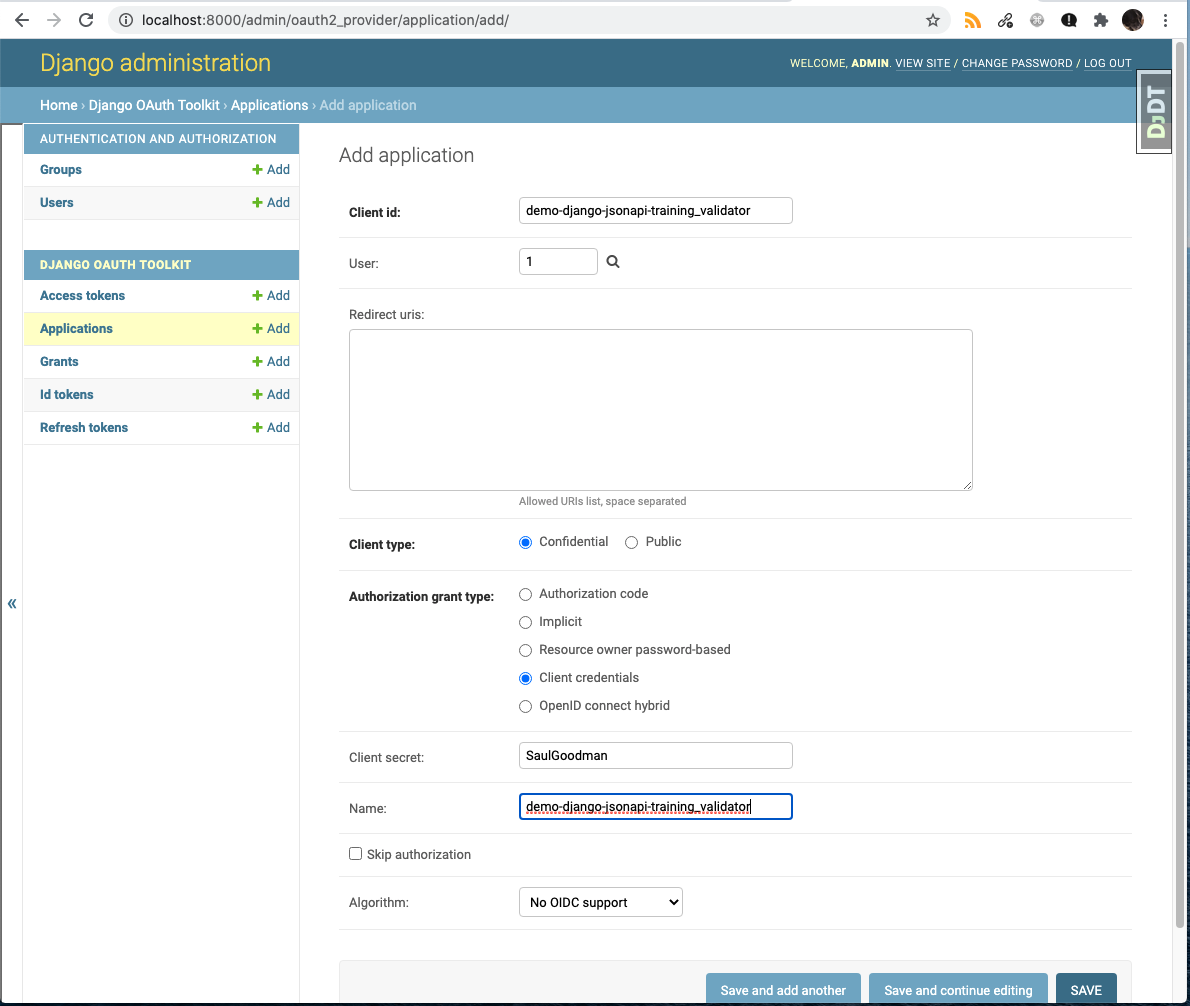 localhost:8000/admin/oauth2_provider/application/add/
Django administration
WELCOME, ADMIN. VIEW SITE / CHANGE PASSWORD / LOG OUT
Home › Django OAuth Toolkit › Applications › Add application
DJDT
AUTHENTICATION AND AUTHORIZATION
Groups + Add
Users + Add
DJANGO OAUTH TOOLKIT
Access tokens + Add
Applications + Add
Grants + Add
Id tokens + Add
Refresh tokens + Add
«
Add application
Client id: demo-django-jsonapi-training_validator
User: 1
Redirect uris:
Allowed URIs list, space separated
Client type: Confidential Public
Authorization grant type: Authorization code
Implicit
Resource owner password-based
Client credentials
OpenID connect hybrid
Client secret: SaulGoodman
Name: demo-django-jsonapi-training_validator
Skip authorization
Algorithm: No OIDC support
Save and add another Save and continue editing SAVE